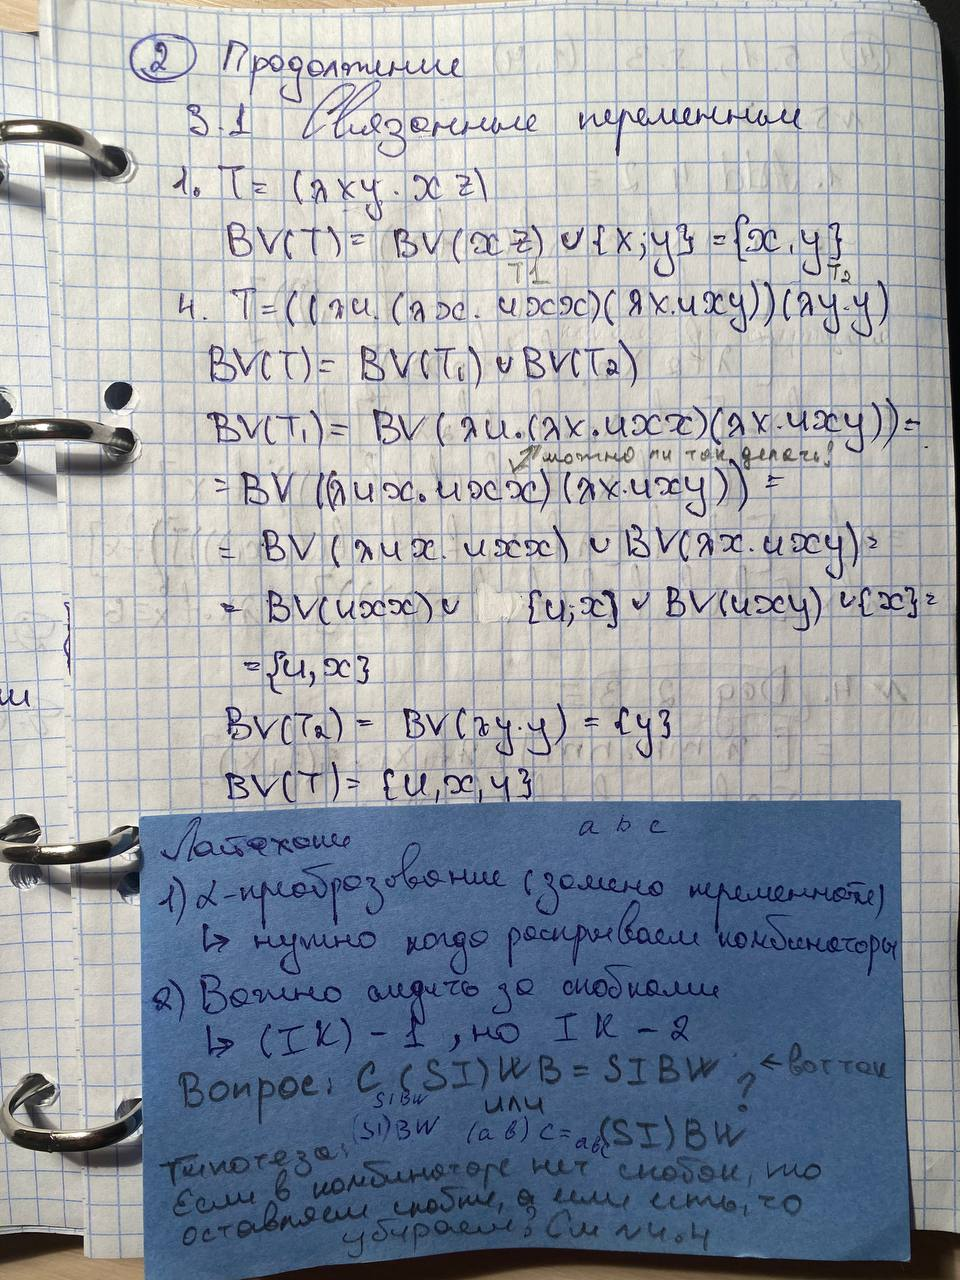 2 Продолжение
3.1 Связанные переменные
1. T = (λxy. xz)
BV(T) = BV(xz) ∪ {x;y} = {x,y}
T1 T2
4. T=((λu.(λx.uxx)(λx.uxy))(λy.y)
BV(T) = BV(T₁) ∪ BV(T₂)
BV(T₁) = BV(λu.(λx.uxx)(λx.uxy)) =
можно ли так делать?
= BV((λux.uxx)(λx.uxy)) =
= BV(λux.uxx) ∪ BV(λx.uxy) =
= BV(uxx) ∪ {u;x} ∪ BV(uxy) ∪ {x} =
= {u,x}
BV(T₂) = BV(λy.y) = {y}
BV(T) = {u,x,y}
Лайфхаки a b c
1) α-преобразование (замена переменной)
↳ нужно когда раскрываем комбинаторы
2) Важно следить за скобками
↳ (IK) - 1, но IK - 2
Вопрос: C (SI) W B = SIBW ? ← вот так
SIBW или
(SI)BW (ab)c = abc (SI)BW
Гипотеза:
Если в комбинаторе нет скобок, то
оставляем скобки, а если есть, то
убираем? См №4.4